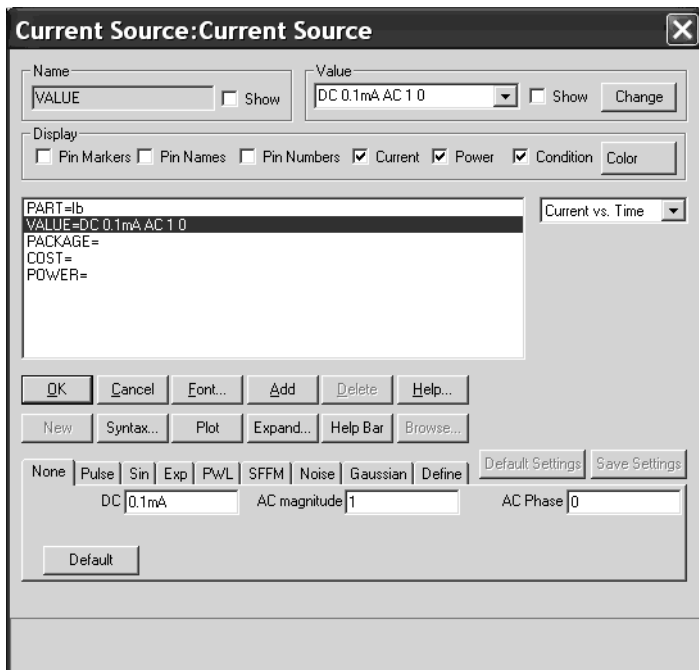 Current Source:Current Source
Name
VALUE
Show
Value
DC 0.1mA AC 1 0
Show
Change
Display
Pin Markers Pin Names Pin Numbers Current Power Condition Color
PART=Ib
VALUE=DC 0.1mA AC 1 0
PACKAGE=
COST=
POWER=
Current vs. Time
OK Cancel Font... Add Delete Help...
New Syntax... Plot Expand... Help Bar Browse...
Default Settings Save Settings
None Pulse Sin Exp PWL SFFM Noise Gaussian Define
DC 0.1mA AC magnitude 1 AC Phase 0
Default